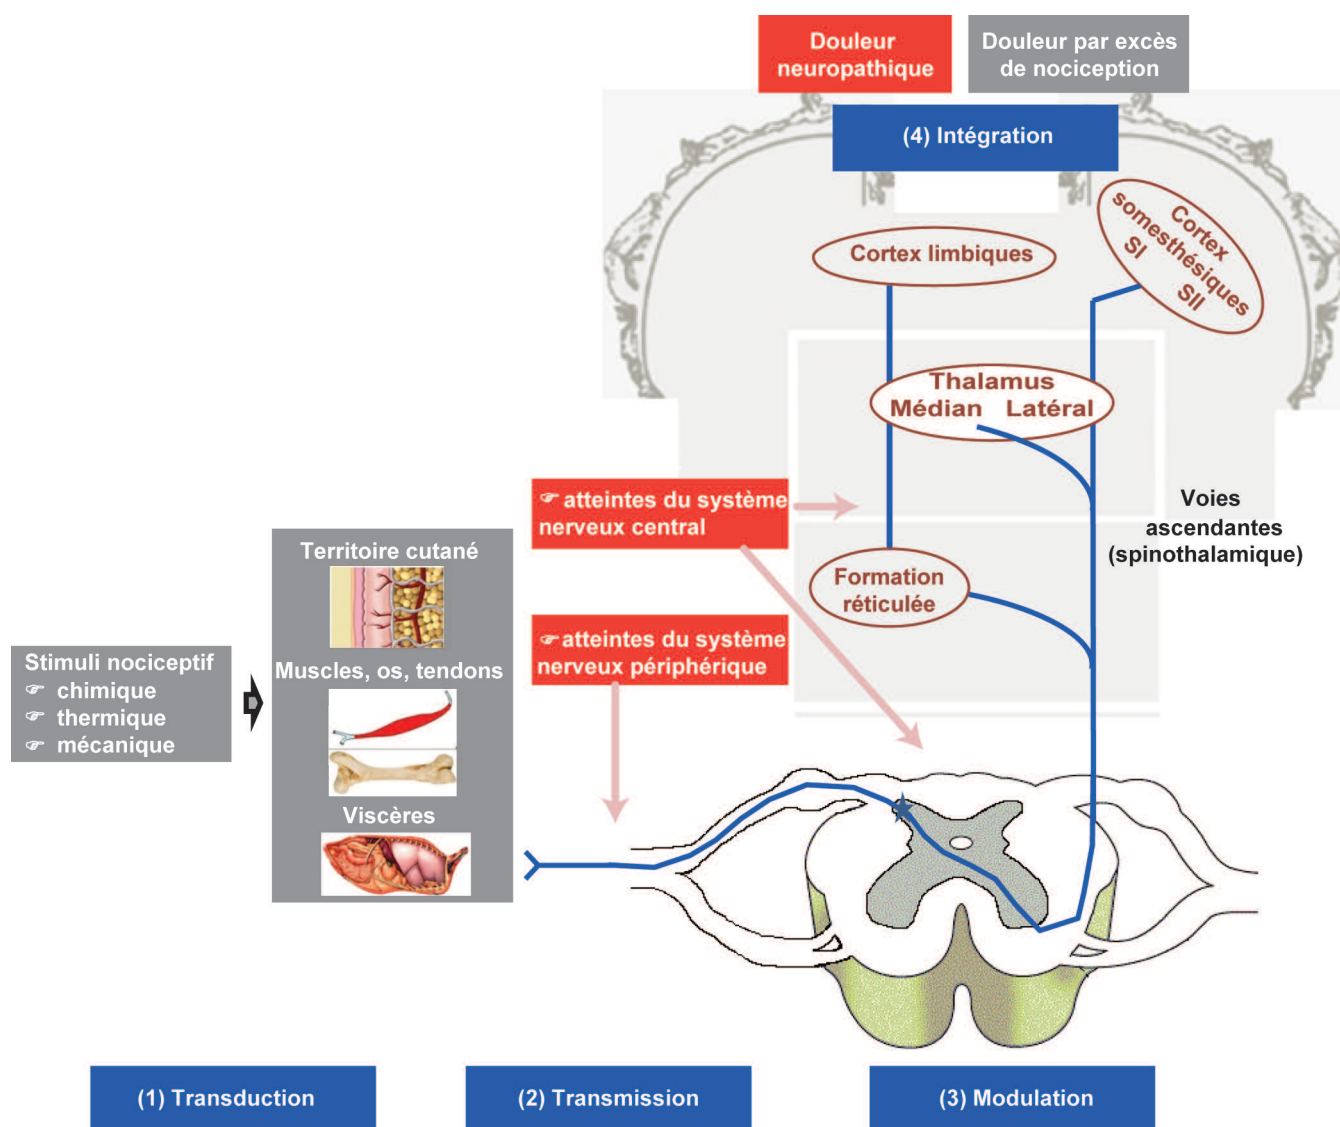 Douleur
neuropathique
Douleur par excès
de nociception
(4) Intégration
Cortex
somesthésiques
SI
SII
Cortex limbiques
Thalamus
Médian Latéral
☞ atteintes du système
nerveux central
Voies
ascendantes
(spinothalamique)
Formation
réticulée
☞ atteintes du système
nerveux périphérique
Territoire cutané
Stimuli nociceptif
☞ chimique
☞ thermique
☞ mécanique
Muscles, os, tendons
Viscères
(1) Transduction
(2) Transmission
(3) Modulation